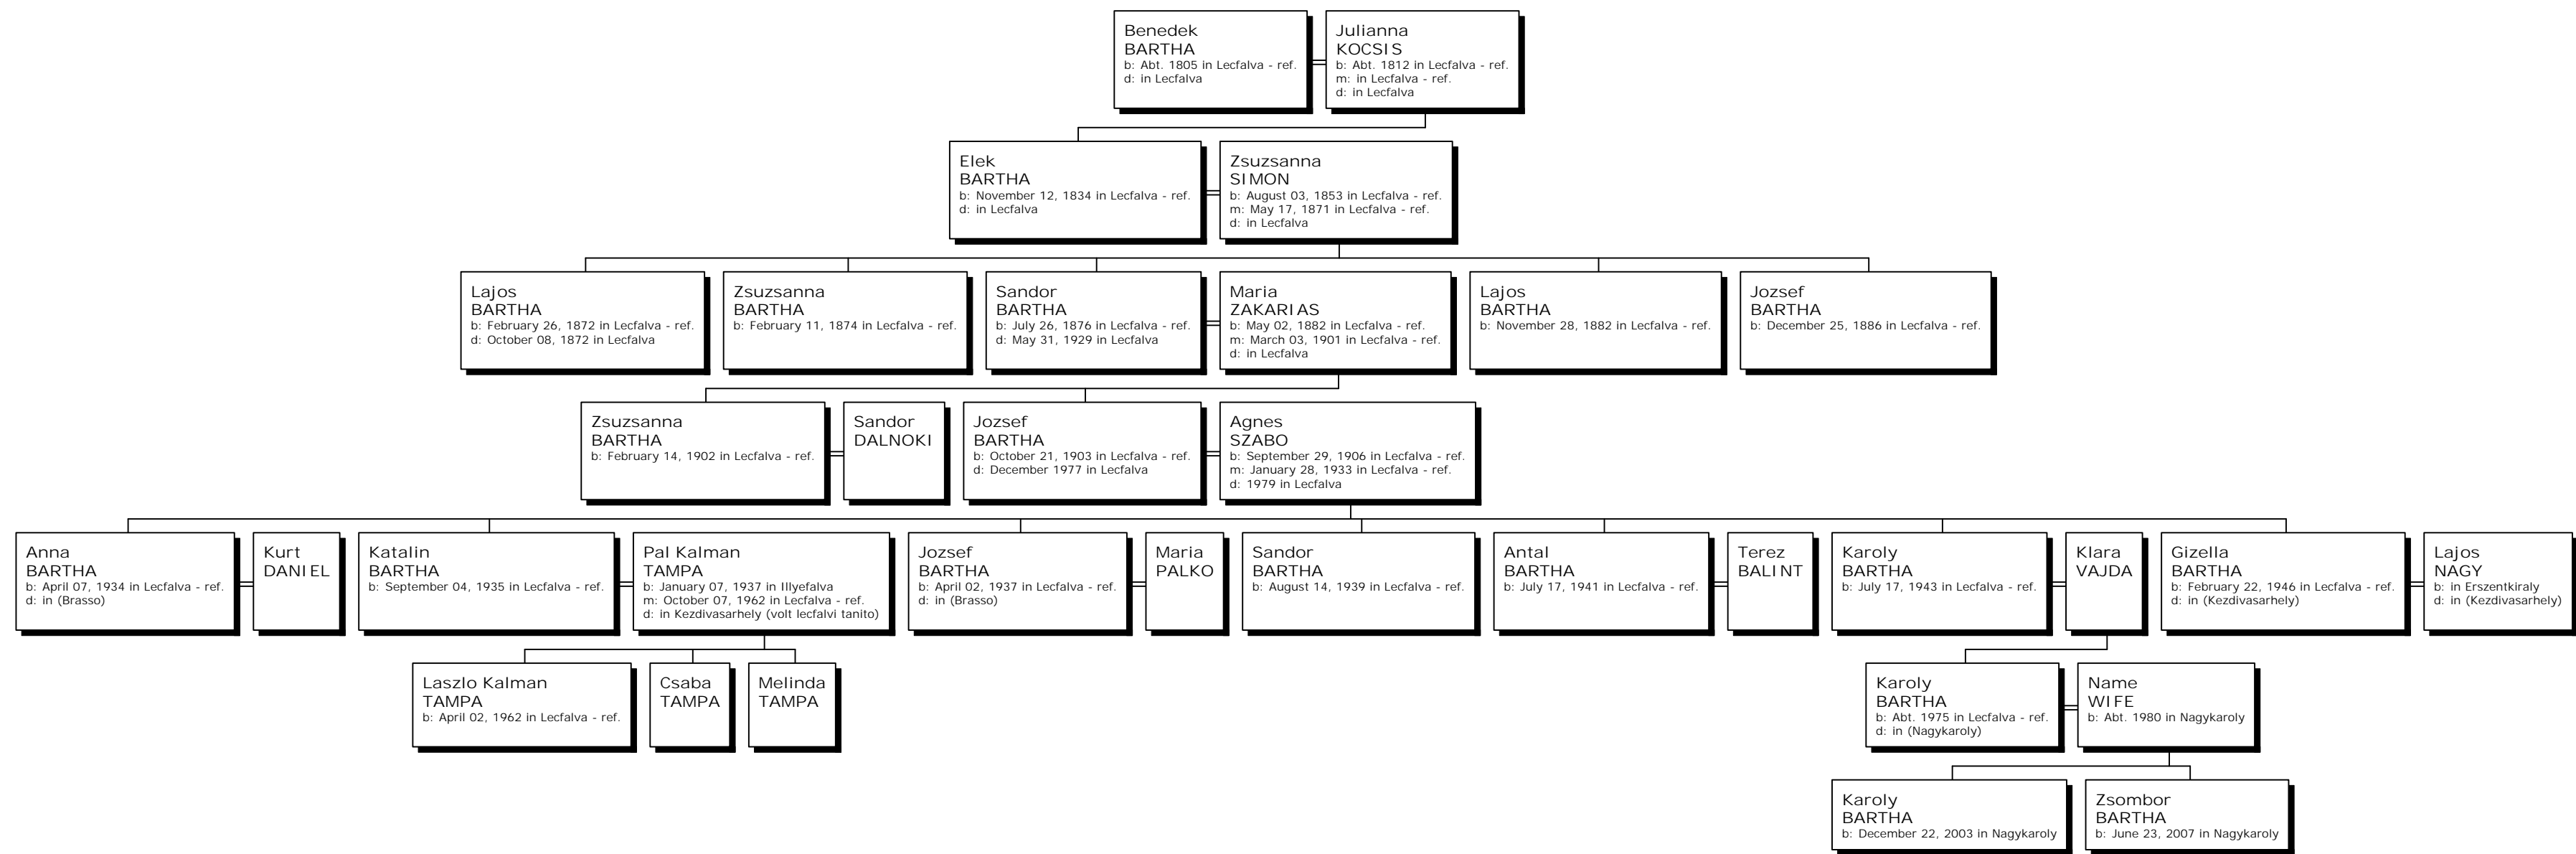 Benedek
BARTHA
b: Abt. 1805 in Lecfalva - ref.
d: in Lecfalva
Julianna
KOCSIS
b: Abt. 1812 in Lecfalva - ref.
m: in Lecfalva - ref.
d: in Lecfalva
Elek
BARTHA
b: November 12, 1834 in Lecfalva - ref.
d: in Lecfalva
Zsuzsanna
SIMON
b: August 03, 1853 in Lecfalva - ref.
m: May 17, 1871 in Lecfalva - ref.
d: in Lecfalva
Lajos
BARTHA
b: February 26, 1872 in Lecfalva - ref.
d: October 08, 1872 in Lecfalva
Zsuzsanna
BARTHA
b: February 11, 1874 in Lecfalva - ref.
Sandor
BARTHA
b: July 26, 1876 in Lecfalva - ref.
d: May 31, 1929 in Lecfalva
Maria
ZAKARIAS
b: May 02, 1882 in Lecfalva - ref.
m: March 03, 1901 in Lecfalva - ref.
d: in Lecfalva
Lajos
BARTHA
b: November 28, 1882 in Lecfalva - ref.
Jozsef
BARTHA
b: December 25, 1886 in Lecfalva - ref.
Zsuzsanna
BARTHA
b: February 14, 1902 in Lecfalva - ref.
Sandor
DALNOKI
Jozsef
BARTHA
b: October 21, 1903 in Lecfalva - ref.
d: December 1977 in Lecfalva
Agnes
SZABO
b: September 29, 1906 in Lecfalva - ref.
m: January 28, 1933 in Lecfalva - ref.
d: 1979 in Lecfalva
Anna
BARTHA
b: April 07, 1934 in Lecfalva - ref.
d: in (Brasso)
Kurt
DANIEL
Katalin
BARTHA
b: September 04, 1935 in Lecfalva - ref.
Pal Kalman
TAMPA
b: January 07, 1937 in Illyefalva
m: October 07, 1962 in Lecfalva - ref.
d: in Kezdivasarhely (volt lecfalvi tanito)
Jozsef
BARTHA
b: April 02, 1937 in Lecfalva - ref.
d: in (Brasso)
Maria
PALKO
Sandor
BARTHA
b: August 14, 1939 in Lecfalva - ref.
Antal
BARTHA
b: July 17, 1941 in Lecfalva - ref.
Terez
BALINT
Karoly
BARTHA
b: July 17, 1943 in Lecfalva - ref.
Klara
VAJDA
Gizella
BARTHA
b: February 22, 1946 in Lecfalva - ref.
d: in (Kezdivasarhely)
Lajos
NAGY
b: in Erszentkiraly
d: in (Kezdivasarhely)
Laszlo Kalman
TAMPA
b: April 02, 1962 in Lecfalva - ref.
Csaba
TAMPA
Melinda
TAMPA
Karoly
BARTHA
b: Abt. 1975 in Lecfalva - ref.
d: in (Nagykaroly)
Name
WIFE
b: Abt. 1980 in Nagykaroly
Karoly
BARTHA
b: December 22, 2003 in Nagykaroly
Zsombor
BARTHA
b: June 23, 2007 in Nagykaroly